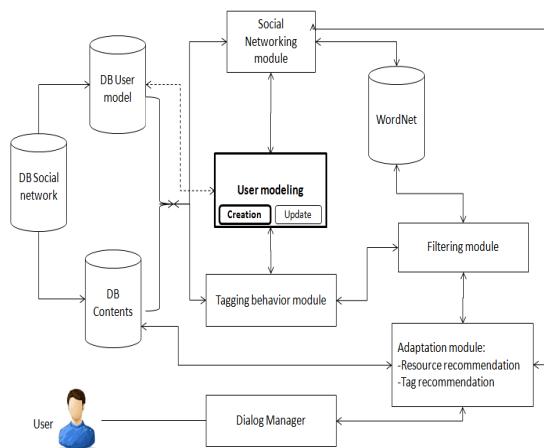 Social
Networking
module
DB User
model
WordNet
DB Social
network
User modeling
Creation
Update
Filtering module
DB
Contents
Tagging behavior module
Adaptation module:
-Resource recommendation
-Tag recommendation
User
Dialog Manager